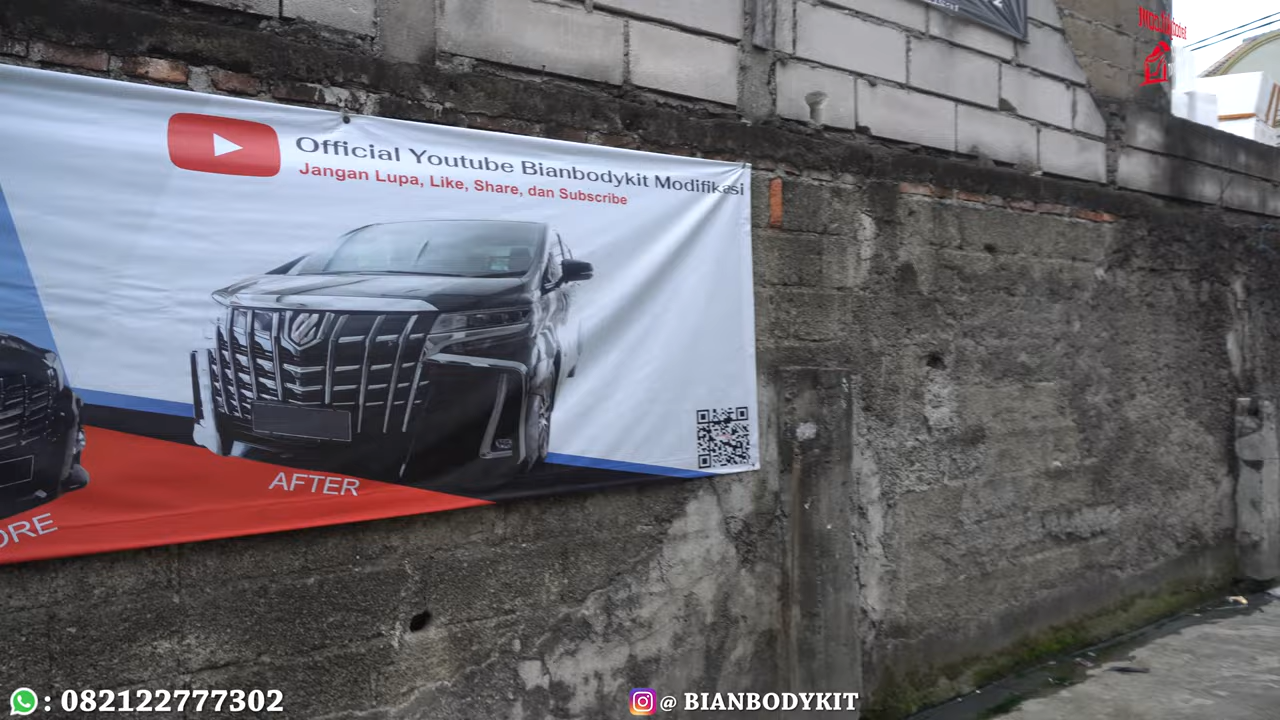 Official Youtube Bianbodykit Modifikasi
Jangan Lupa, Like, Share, dan Subscribe
AFTER
ORE
: 082122777302
@ BIANBODYKIT